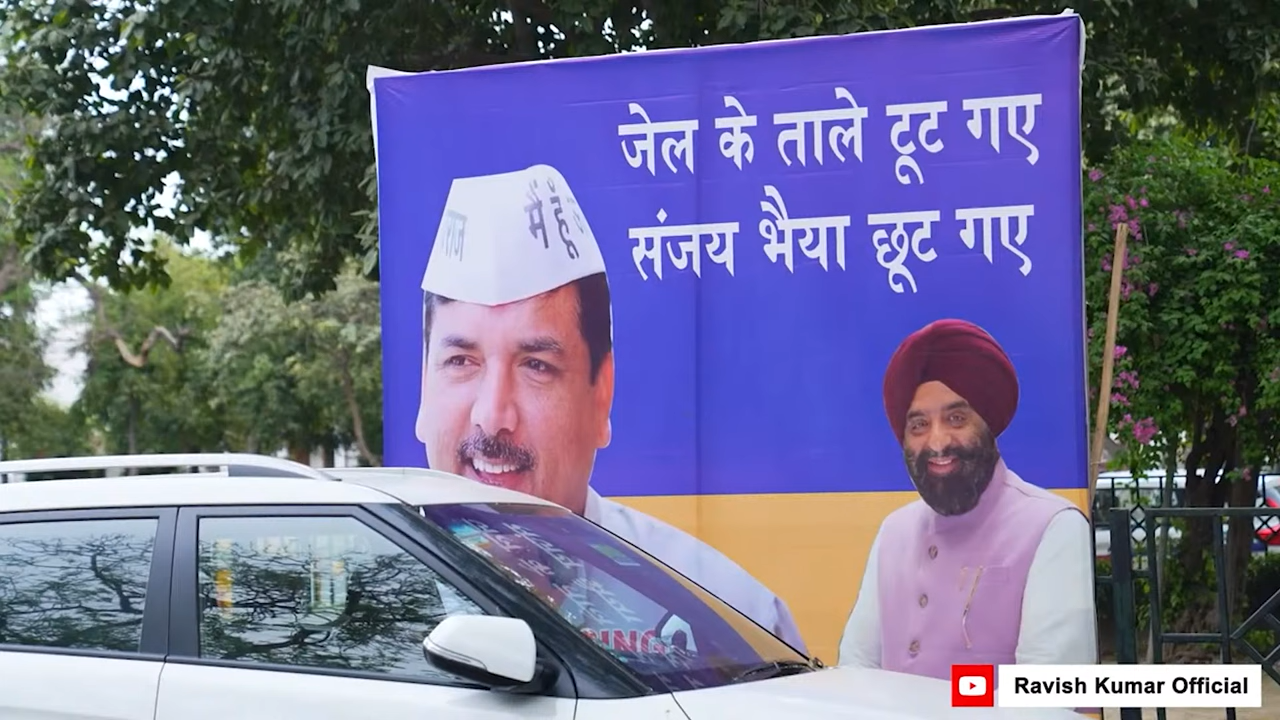 जेल के ताले टूट गए
संजय भैया छूट गए
मैं हूँ
Ravish Kumar Official